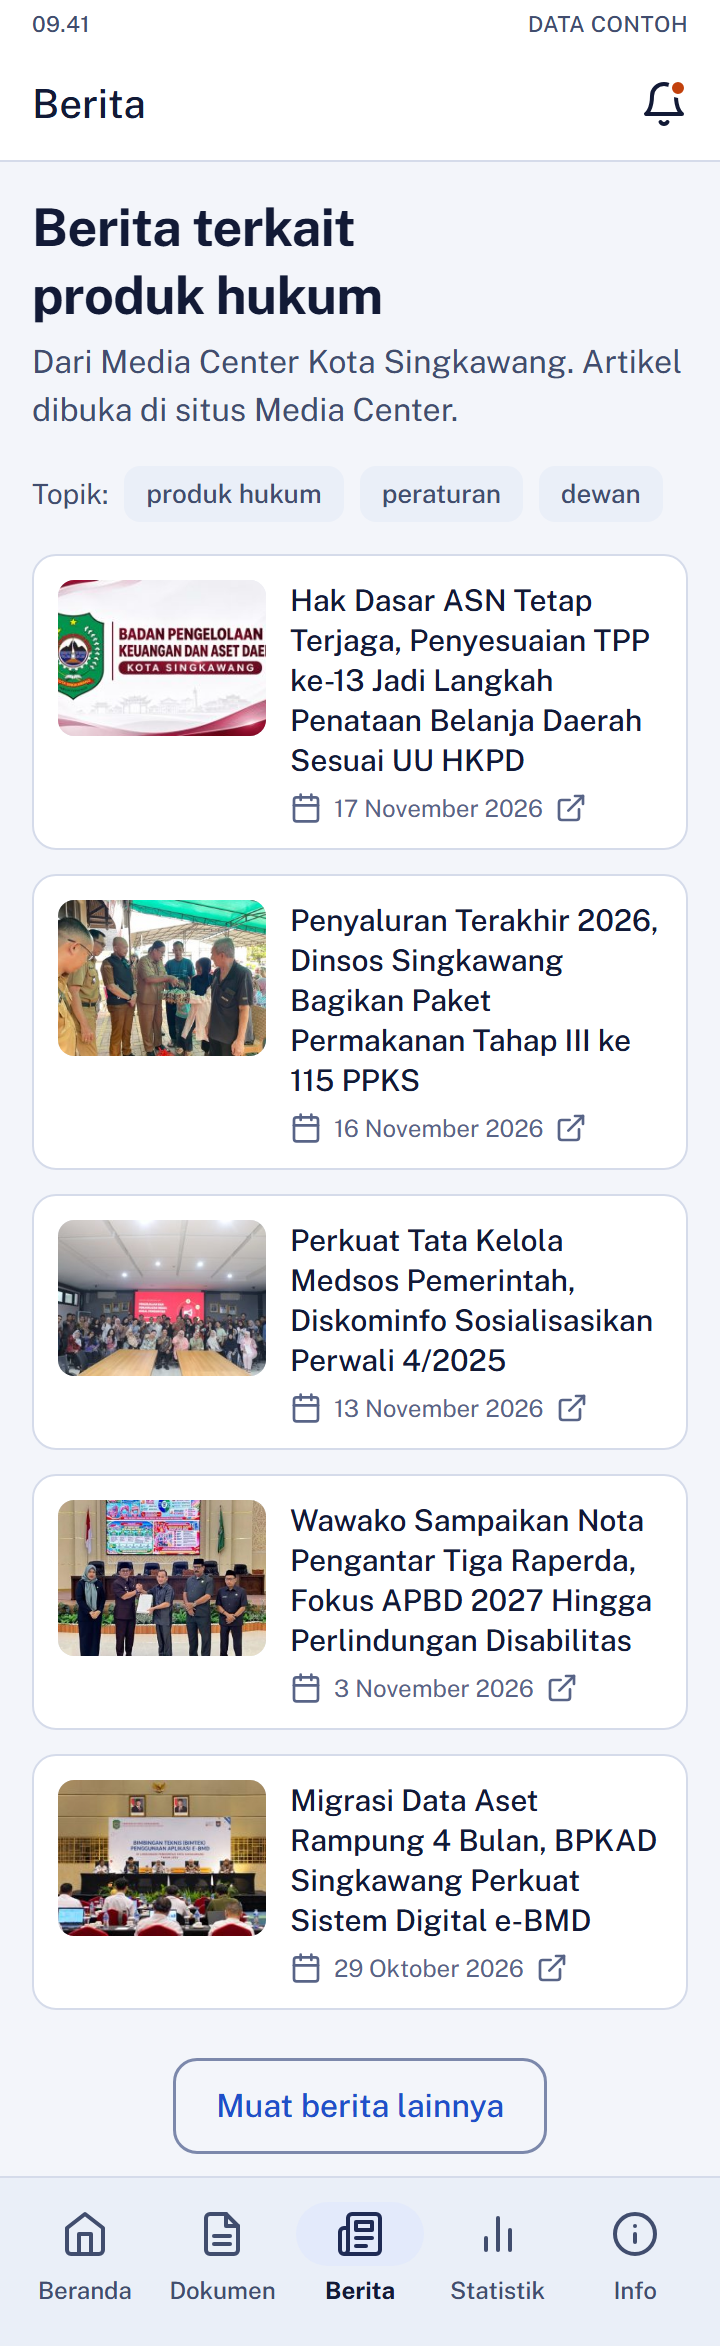 09.41
DATA CONTOH
Berita
Berita terkait
produk hukum
Dari Media Center Kota Singkawang. Artikel
dibuka di situs Media Center.
Topik:
produk hukum
peraturan
dewan
BADAN PENGELOLAAN
KEUANGAN DAN ASET DAE
KOTA SINGKAWANG
Hak Dasar ASN Tetap
Terjaga, Penyesuaian TPP
ke-13 Jadi Langkah
Penataan Belanja Daerah
Sesuai UU HKPD
17 November 2026
Penyaluran Terakhir 2026,
Dinsos Singkawang
Bagikan Paket
Permakanan Tahap III ke
115 PPKS
16 November 2026
Perkuat Tata Kelola
Medsos Pemerintah,
Diskominfo Sosialisasikan
Perwali 4/2025
13 November 2026
Wawako Sampaikan Nota
Pengantar Tiga Raperda,
Fokus APBD 2027 Hingga
Perlindungan Disabilitas
3 November 2026
BIMBINGAN TEKNIS (BIMTEK)
PENGGUNAAN APLIKASI E-BMD
Migrasi Data Aset
Rampung 4 Bulan, BPKAD
Singkawang Perkuat
Sistem Digital e-BMD
29 Oktober 2026
Muat berita lainnya
Beranda
Dokumen
Berita
Statistik
Info